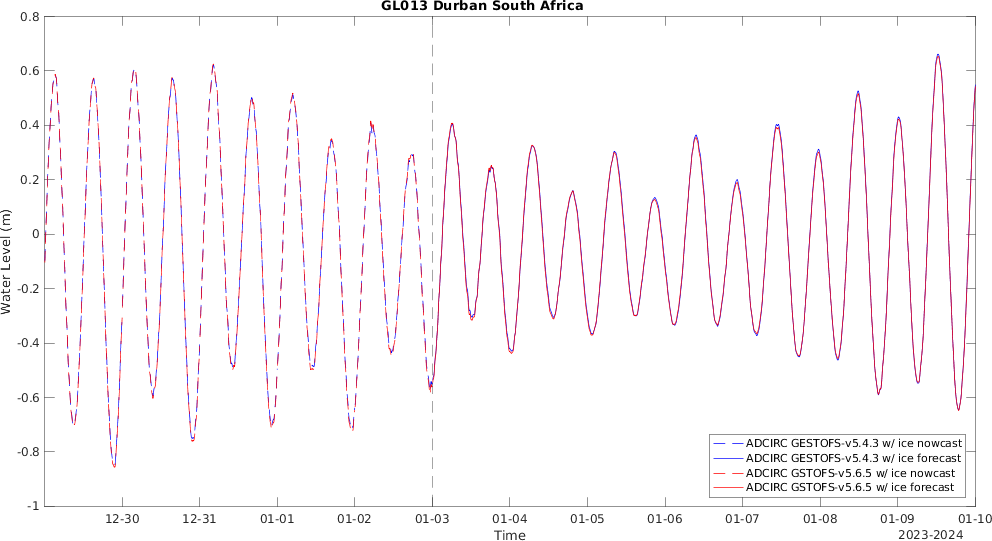 GL013 Durban South Africa
0.8
0.6
0.4
0.2
0
-0.2
-0.4
-0.6
-0.8
-1
Water Level (m)
ADCIRC GESTOFS-v5.4.3 w/ ice nowcast
ADCIRC GESTOFS-v5.4.3 w/ ice forecast
ADCIRC GSTOFS-v5.6.5 w/ ice nowcast
ADCIRC GSTOFS-v5.6.5 w/ ice forecast
12-30 12-31 01-01 01-02 01-03 01-04 01-05 01-06 01-07 01-08 01-09 01-10
Time
2023-2024